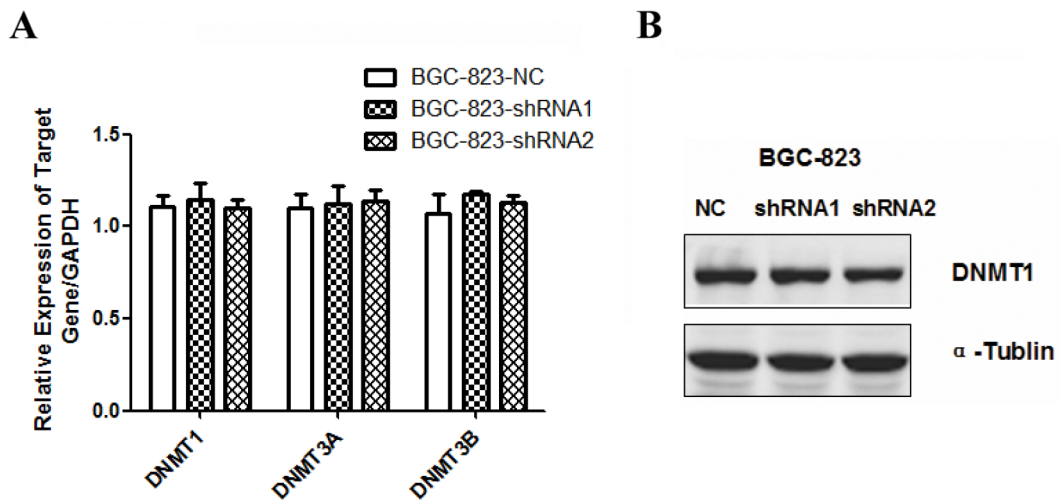 A
BGC-823-NC
BGC-823-shRNA1
BGC-823-shRNA2
Relative Expression of Target
Gene/GAPDH
1.5
1.0
0.5
0.0
DNMT1
DNMT3A
DNMT3B
B
BGC-823
NC shRNA1 shRNA2
DNMT1
α-Tublin